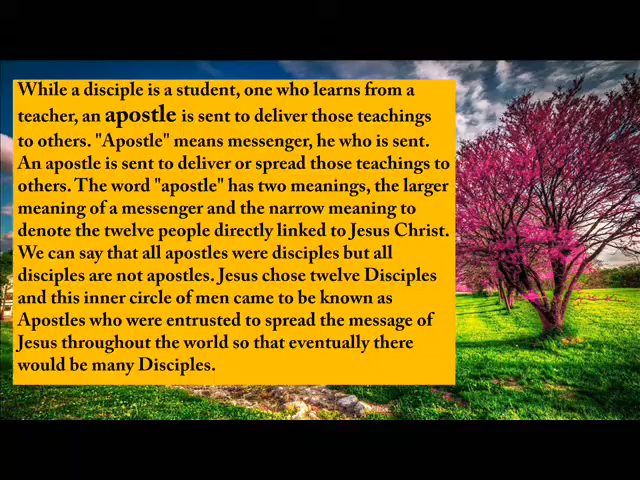 While a disciple is a student, one who learns from a
teacher, an apostle is sent to deliver those teachings
to others. "Apostle" means messenger, he who is sent.
An apostle is sent to deliver or spread those teachings to
others. The word "apostle" has two meanings, the larger
meaning of a messenger and the narrow meaning to
denote the twelve people directly linked to Jesus Christ.
We can say that all apostles were disciples but all
disciples are not apostles. Jesus chose twelve Disciples
and this inner circle of men came to be known as
Apostles who were entrusted to spread the message of
Jesus throughout the world so that eventually there
would be many Disciples.